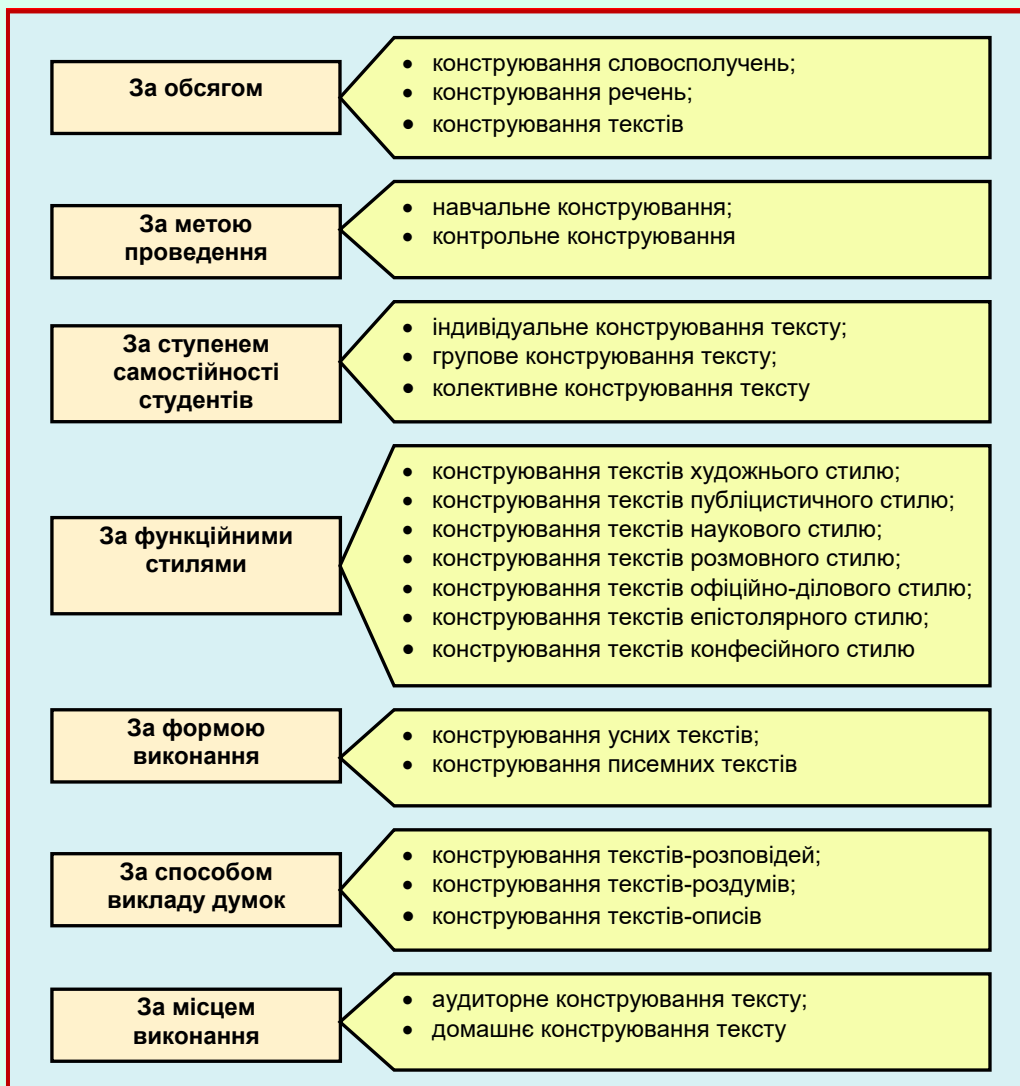 За обсягом
• конструювання словосполучень;
• конструювання речень;
• конструювання текстів
За метою
проведення
• навчальне конструювання;
• контрольне конструювання
За ступенем
самостійності
студентів
• індивідуальне конструювання тексту;
• групове конструювання тексту;
• колективне конструювання тексту
За функційними
стилями
• конструювання текстів художнього стилю;
• конструювання текстів публіцистичного стилю;
• конструювання текстів наукового стилю;
• конструювання текстів розмовного стилю;
• конструювання текстів офіційно-ділового стилю;
• конструювання текстів епістолярного стилю;
• конструювання текстів конфесійного стилю
За формою
виконання
• конструювання усних текстів;
• конструювання писемних текстів
За способом
викладу думок
• конструювання текстів-розповідей;
• конструювання текстів-роздумів;
• конструювання текстів-описів
За місцем
виконання
• аудиторне конструювання тексту;
• домашнє конструювання тексту